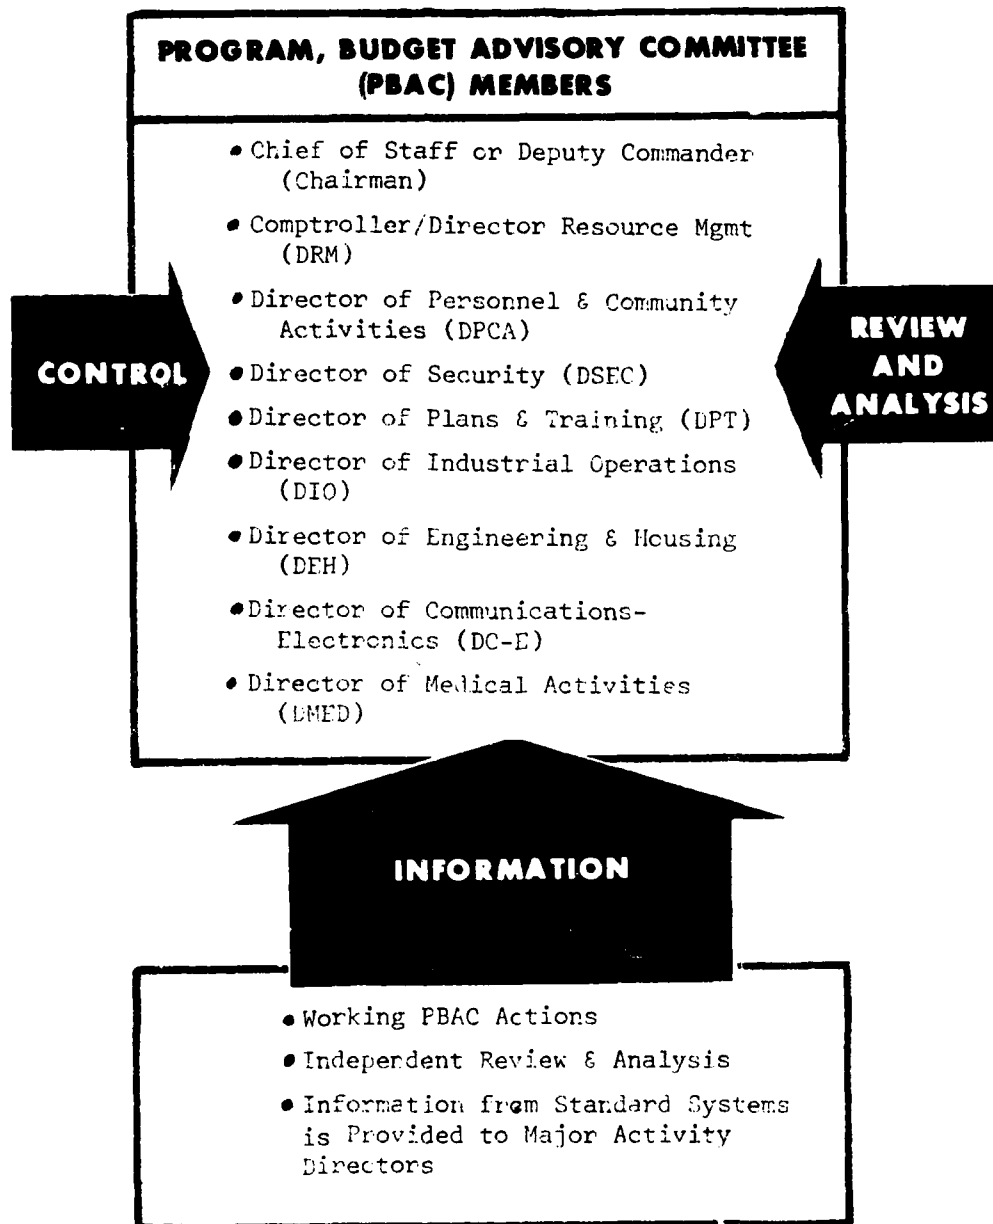 PROGRAM, BUDGET ADVISORY COMMITTEE
(PBAC) MEMBERS
• Chief of Staff or Deputy Commander
(Chairman)
• Comptroller/Director Resource Mgmt
(DRM)
• Director of Personnel & Community
Activities (DPCA)
• Director of Security (DSEC)
• Director of Plans & Training (DPT)
• Director of Industrial Operations
(DIO)
• Director of Engineering & Housing
(DEH)
• Director of Communications-
Electronics (DC-E)
• Director of Medical Activities
(DMED)
CONTROL
REVIEW
AND
ANALYSIS
INFORMATION
• Working PBAC Actions
• Independent Review & Analysis
• Information from Standard Systems
is Provided to Major Activity
Directors